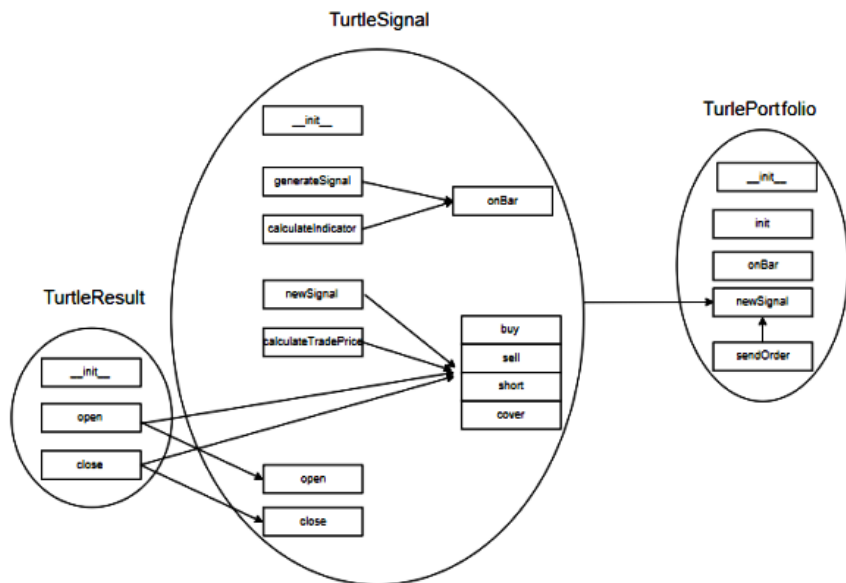 TurtleSignal
__init__
generateSignal
calculateIndicator
onBar
newSignal
calculateTradePrice
buy
sell
short
cover
open
close
TurtleResult
__init__
open
close
TurlePortfolio
__init__
init
onBar
newSignal
sendOrder